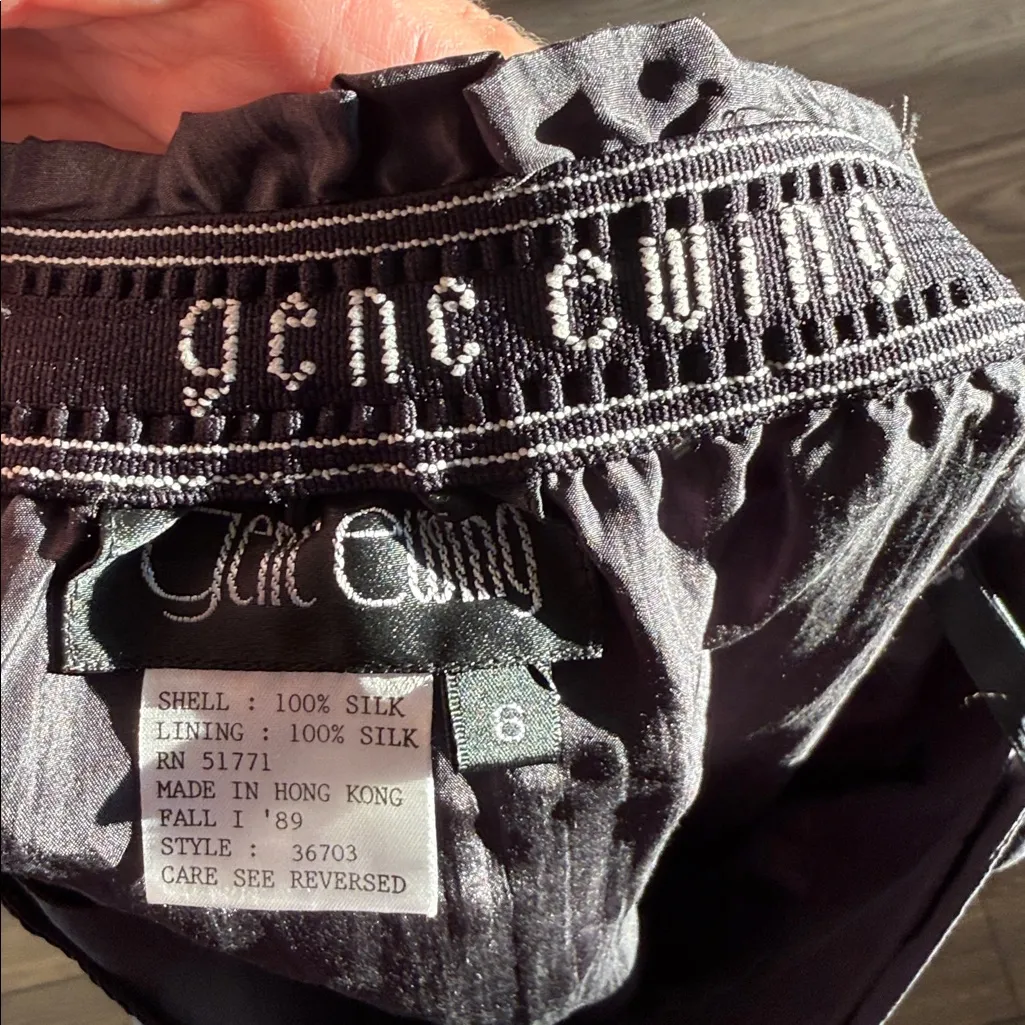 gene ewing
gene ewing
SHELL : 100% SILK
LINING : 100% SILK
RN 51771
MADE IN HONG KONG
FALL I '89
STYLE : 36703
CARE SEE REVERSED
6